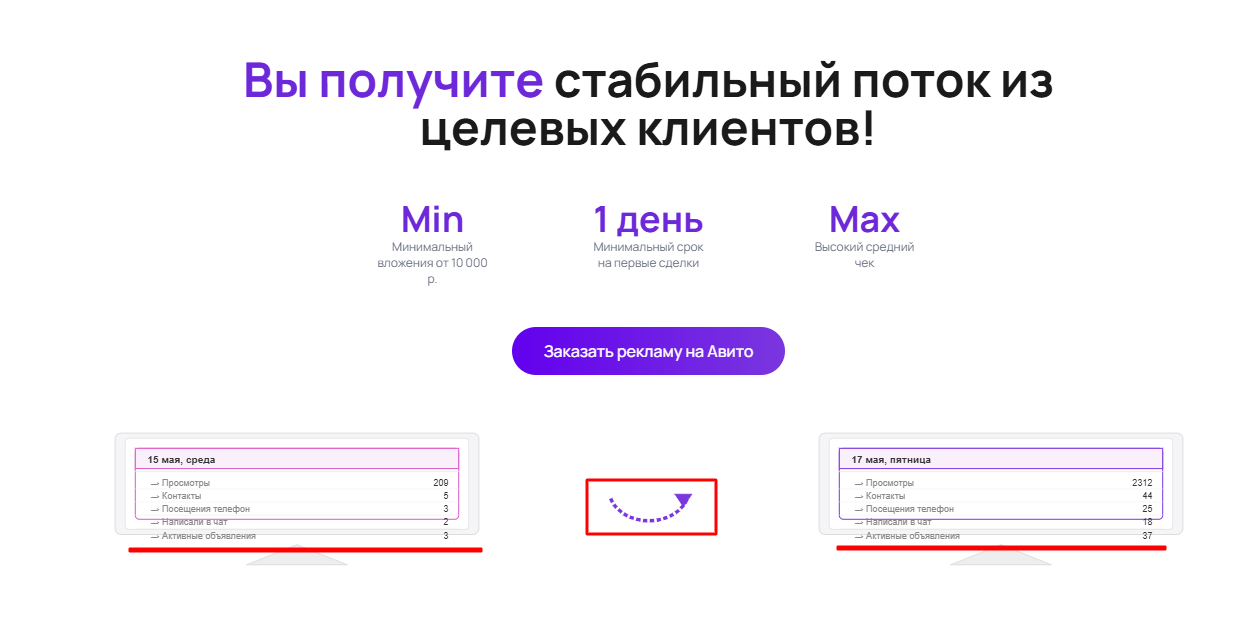 Вы получите стабильный поток из
целевых клиентов!
Min
Минимальный
вложения от 10 000
р.
1 день
Минимальный срок
на первые сделки
Max
Высокий средний
чек
Заказать рекламу на Авито
15 мая, среда
Просмотры 209
Контакты 5
Посещения телефон 3
Написали в чат 2
Активные объявления 3
17 мая, пятница
Просмотры 2312
Контакты 44
Посещения телефон 25
Написали в чат 18
Активные объявления 37